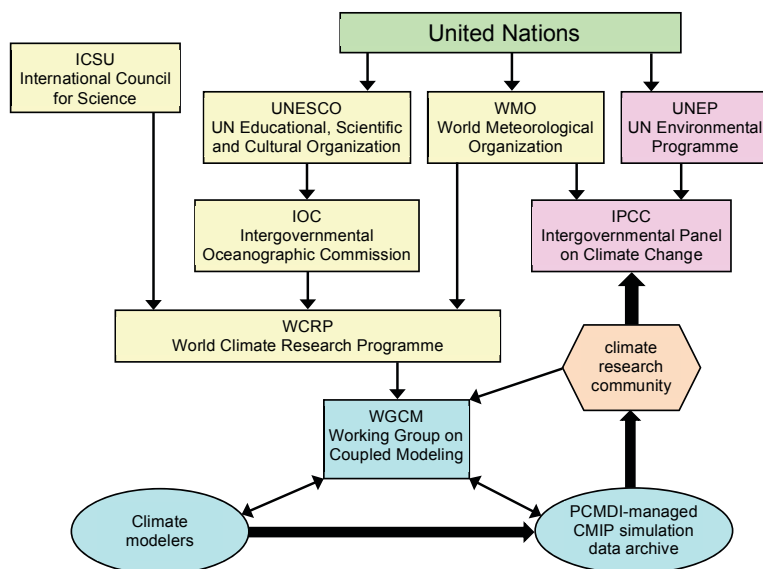 United Nations
ICSU
International Council
for Science
UNESCO
UN Educational, Scientific
and Cultural Organization
WMO
World Meteorological
Organization
UNEP
UN Environmental
Programme
IOC
Intergovernmental
Oceanographic Commission
IPCC
Intergovernmental Panel
on Climate Change
WCRP
World Climate Research Programme
climate
research
community
WGCM
Working Group on
Coupled Modeling
Climate
modelers
PCMDI-managed
CMIP simulation
data archive